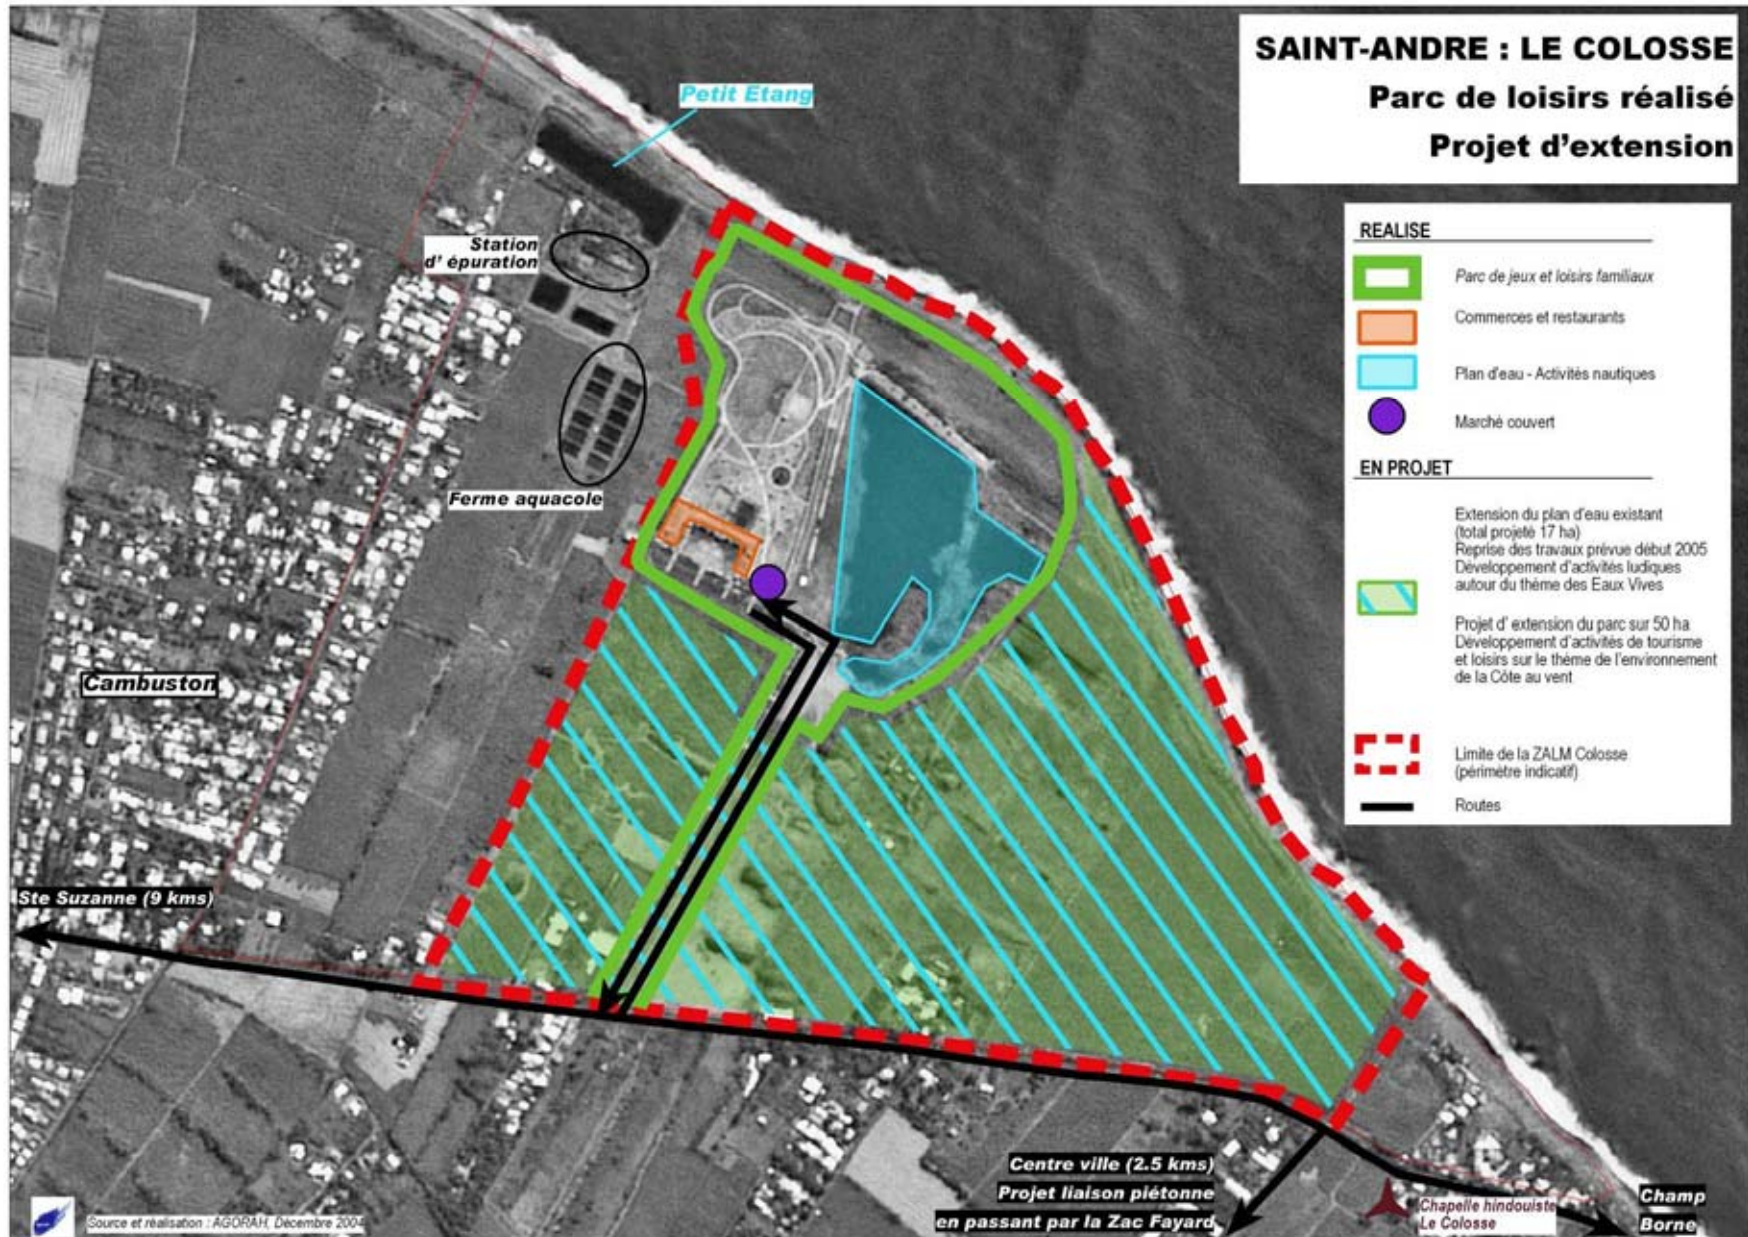 SAINT-ANDRE : LE COLOSSE
Parc de loisirs réalisé
Projet d'extension
Petit Etang
Station
d' épuration
Ferme aquacole
Cambuston
Ste Suzanne (9 kms)
REALISE
Parc de jeux et loisirs familiaux
Commerces et restaurants
Plan d'eau - Activités nautiques
Marché couvert
EN PROJET
Extension du plan d'eau existant
(total projeté 17 ha)
Reprise des travaux prévue début 2005
Développement d'activités ludiques
autour du thème des Eaux Vives
Projet d' extension du parc sur 50 ha
Développement d'activités de tourisme
et loisirs sur le thème de l'environnement
de la Côte au vent
Limite de la ZALM Colosse
(périmètre indicatif)
Routes
Centre ville (2.5 kms)
Projet liaison piétonne
en passant par la Zac Fayard
Chapelle hindouiste
Le Colosse
Champ
Borne
Source et réalisation : AGORAH, Décembre 2004